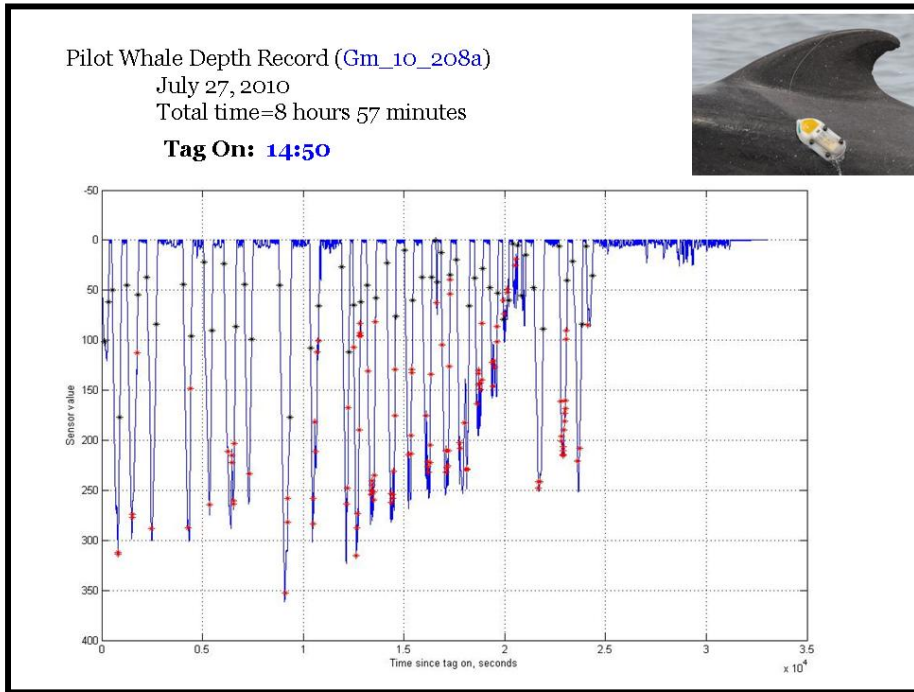 Pilot Whale Depth Record (Gm_10_208a)
July 27, 2010
Total time=8 hours 57 minutes
Tag On: 14:50
-50
0
50
100
150
200
250
300
350
400
Sensor value
0
0.5
1
1.5
2
2.5
3
3.5
Time since tag on, seconds
x 10^4